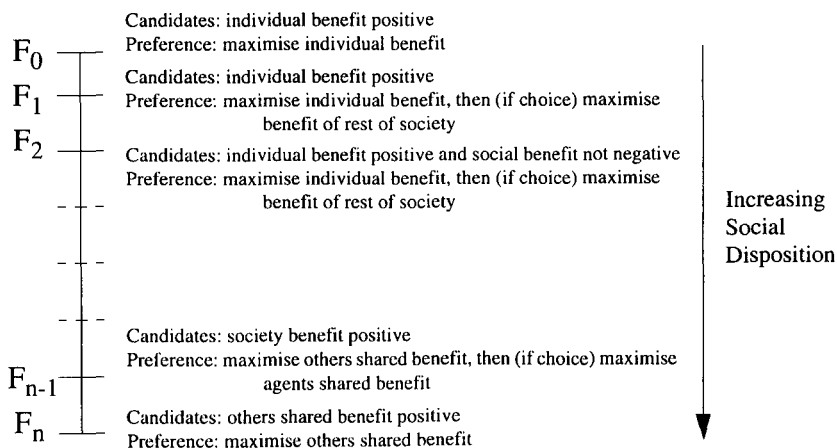 Candidates: individual benefit positive
Preference: maximise individual benefit
F0
Candidates: individual benefit positive
F1
Preference: maximise individual benefit, then (if choice) maximise
benefit of rest of society
F2
Candidates: individual benefit positive and social benefit not negative
Preference: maximise individual benefit, then (if choice) maximise
benefit of rest of society
Increasing
Social
Disposition
Candidates: society benefit positive
Preference: maximise others shared benefit, then (if choice) maximise
agents shared benefit
Fn-1
Candidates: others shared benefit positive
Fn
Preference: maximise others shared benefit